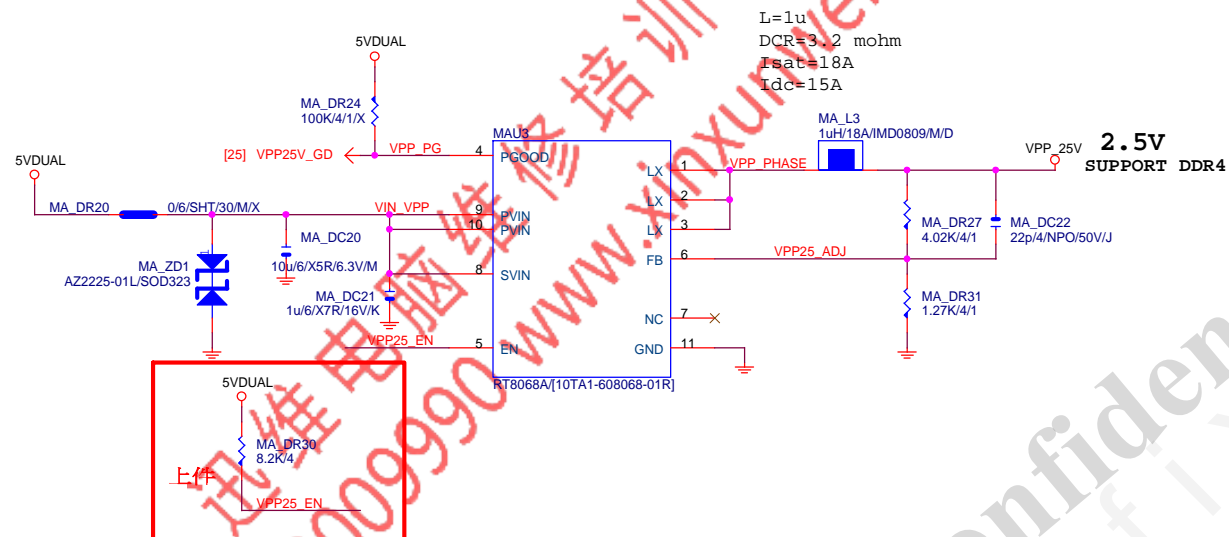 L=1u
DCR=3.2 mohm
Isat=18A
Idc=15A
5VDUAL
MA_DR24
100K/4/1/X
[25] VPP25V_GD
VPP_PG
4
PGOOD
MAU3
MA_L3
1uH/18A/IMD0809/M/D
2.5V
SUPPORT DDR4
VPP_25V
5VDUAL
MA_DR20
0/6/SHT/30/M/X
VIN_VPP
9
PVIN
10
PVIN
LX
1
VPP_PHASE
LX
2
LX
3
MA_DR27
4.02K/4/1
MA_DC22
22p/4/NPO/50V/J
MA_DC20
10u/6/X5R/6.3V/M
1
MA_ZD1
AZ2225-01L/SOD323
8
SVIN
FB
6
VPP25_ADJ
MA_DC21
1u/6/X7R/16V/K
MA_DR31
1.27K/4/1
NC
7
VPP25_EN
5
EN
GND
11
RT8068A/[10TA1-608068-01R]
5VDUAL
MA_DR30
8.2K/4
上件
VPP25_EN
迅维电脑维修培训
009990 www.xinxunwe
onfiden